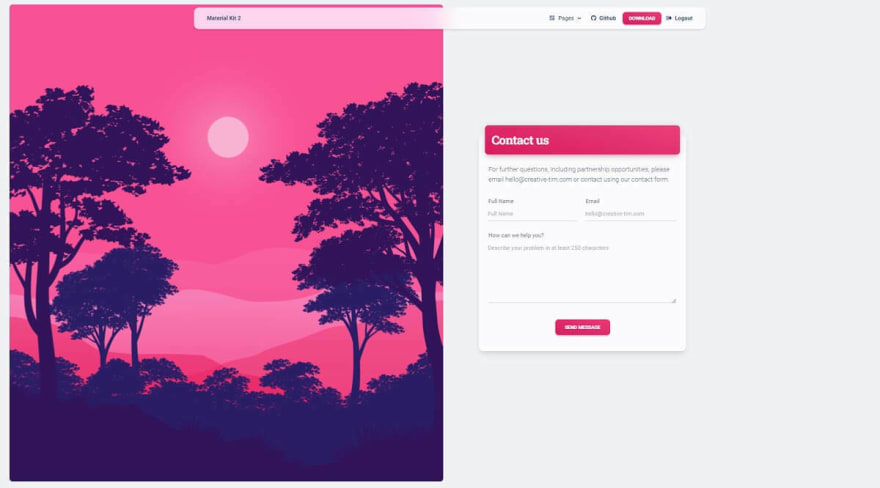 Material Kit 2
Pages
Github
DOWNLOAD
Logout
Contact us
For further questions, including partnership opportunities, please
email hello@creative-tim.com or contact using our contact form.
Full Name
Email
Full Name
hello@creative-tim.com
How can we help you?
Describe your problem in at least 250 characters
SEND MESSAGE